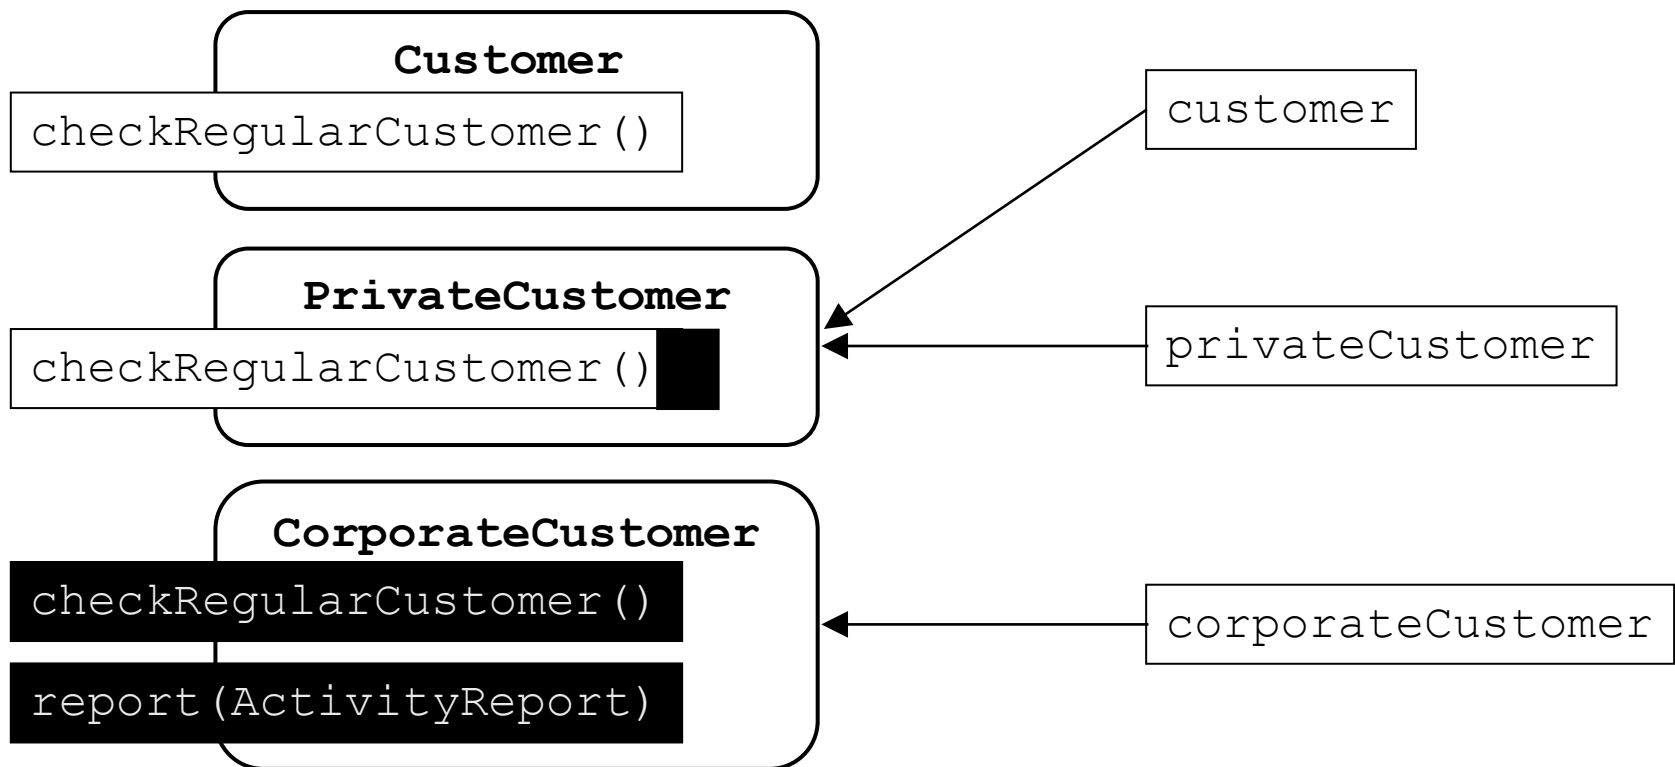 Customer
checkRegularCustomer()
customer
PrivateCustomer
checkRegularCustomer()
privateCustomer
CorporateCustomer
checkRegularCustomer()
corporateCustomer
report(ActivityReport)